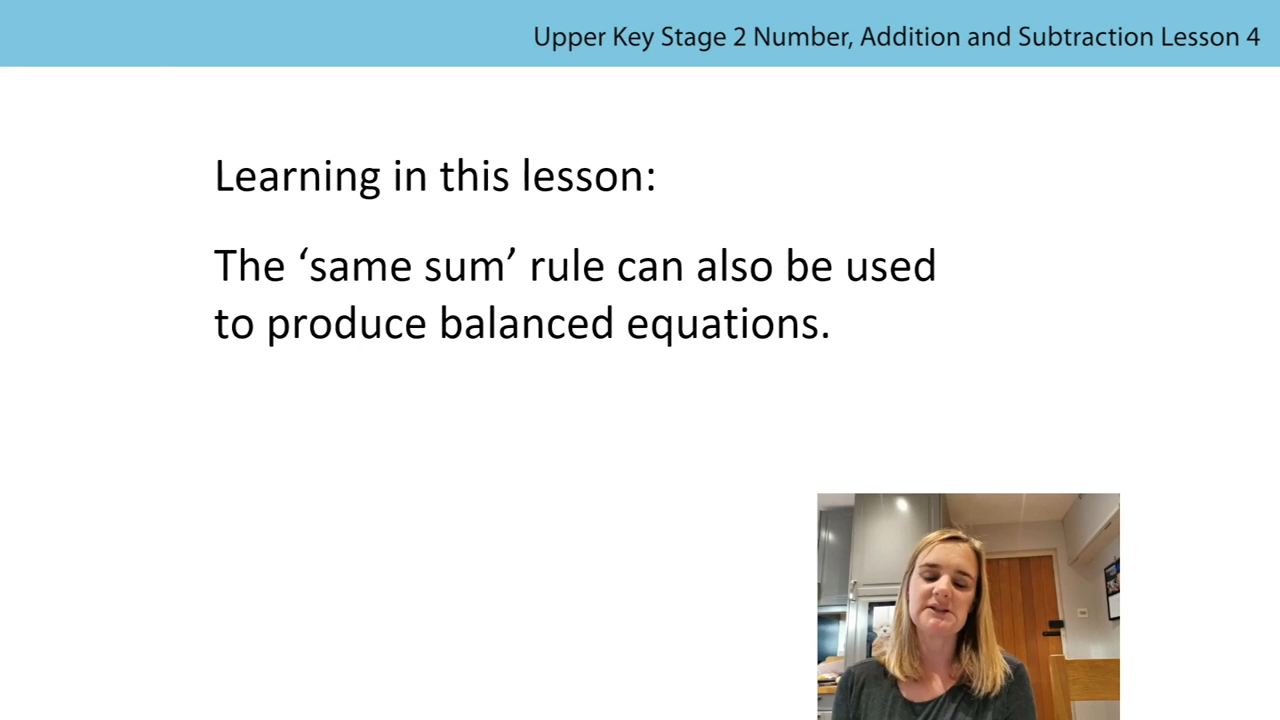 Upper Key Stage 2 Number, Addition and Subtraction Lesson 4
Learning in this lesson:
The ‘same sum’ rule can also be used
to produce balanced equations.